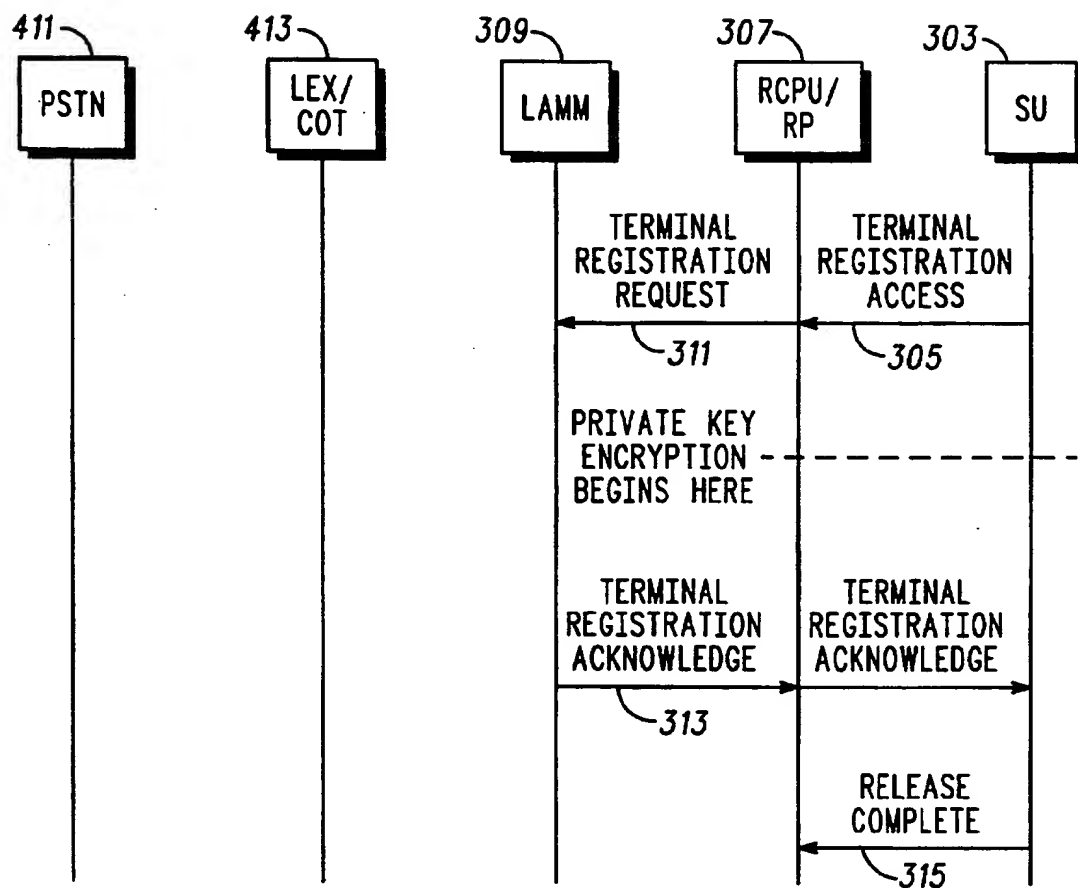 411
413
309
307
303
PSTN
LEX/
COT
LAMM
RCPU/
RP
SU
TERMINAL
REGISTRATION
REQUEST
TERMINAL
REGISTRATION
ACCESS
311
305
PRIVATE KEY
ENCRYPTION
BEGINS HERE
TERMINAL
REGISTRATION
ACKNOWLEDGE
TERMINAL
REGISTRATION
ACKNOWLEDGE
313
RELEASE
COMPLETE
315